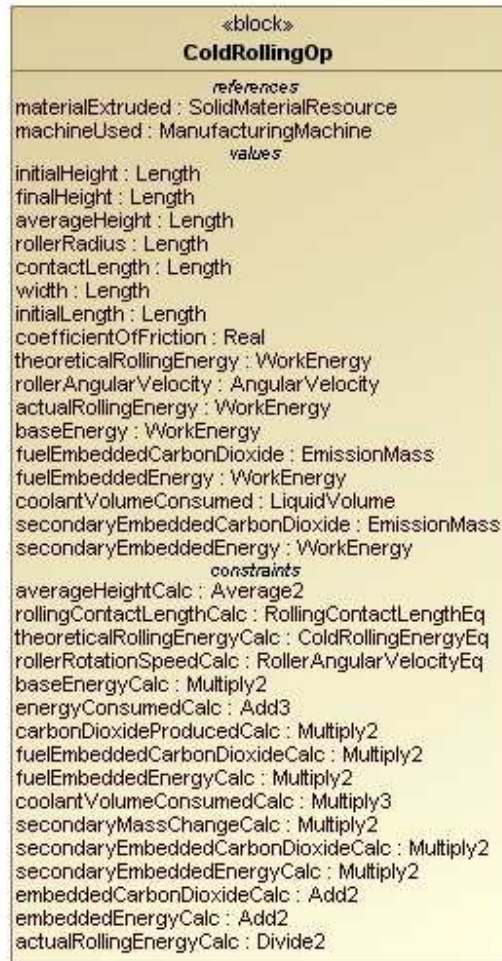 «block»
ColdRollingOp
references
materialExtruded : SolidMaterialResource
machineUsed : ManufacturingMachine
values
initialHeight : Length
finalHeight : Length
averageHeight : Length
rollerRadius : Length
contactLength : Length
width : Length
initialLength : Length
coefficientOfFriction : Real
theoreticalRollingEnergy : WorkEnergy
rollerAngularVelocity : AngularVelocity
actualRollingEnergy : WorkEnergy
baseEnergy : WorkEnergy
fuelEmbeddedCarbonDioxide : EmissionMass
fuelEmbeddedEnergy : WorkEnergy
coolantVolumeConsumed : LiquidVolume
secondaryEmbeddedCarbonDioxide : EmissionMass
secondaryEmbeddedEnergy : WorkEnergy
constraints
averageHeightCalc : Average2
rollingContactLengthCalc : RollingContactLengthEq
theoreticalRollingEnergyCalc : ColdRollingEnergyEq
rollerRotationSpeedCalc : RollerAngularVelocityEq
baseEnergyCalc : Multiply2
energyConsumedCalc : Add3
carbonDioxideProducedCalc : Multiply2
fuelEmbeddedCarbonDioxideCalc : Multiply2
fuelEmbeddedEnergyCalc : Multiply2
coolantVolumeConsumedCalc : Multiply3
secondaryMassChangeCalc : Multiply2
secondaryEmbeddedCarbonDioxideCalc : Multiply2
secondaryEmbeddedEnergyCalc : Multiply2
embeddedCarbonDioxideCalc : Add2
embeddedEnergyCalc : Add2
actualRollingEnergyCalc : Divide2